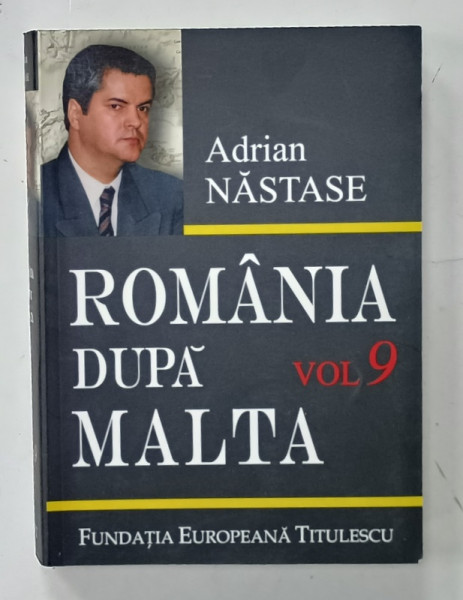 Adrian
NĂSTASE
ROMÂNIA
DUPĂ VOL 9
MALTA
FUNDAȚIA EUROPEANĂ TITULESCU